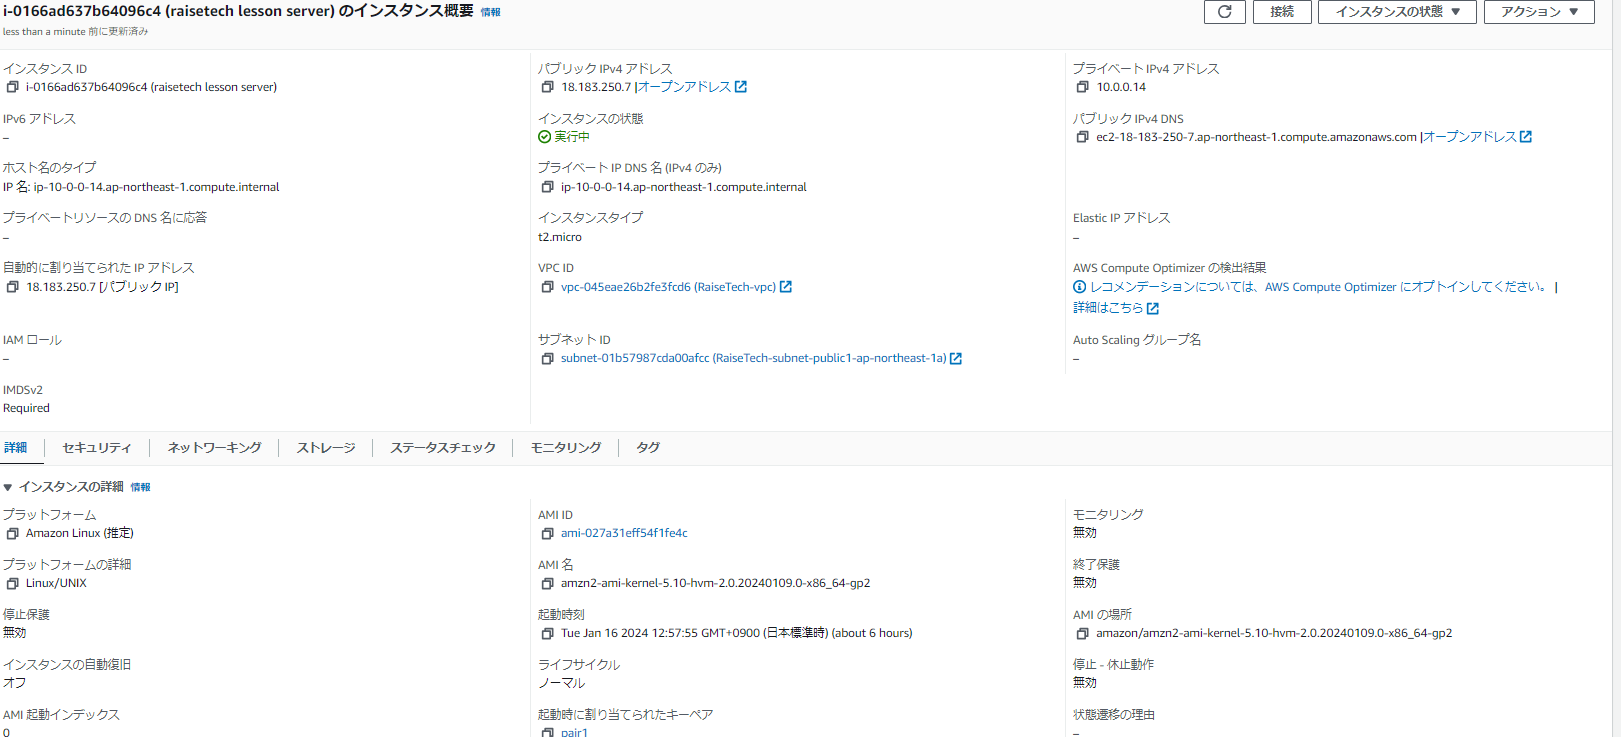 i-0166ad637b64096c4 (raisetech lesson server) のインスタンス概要 情報
接続
インスタンスの状態 ▼
アクション ▼
less than a minute 前に更新済み
インスタンス ID
i-0166ad637b64096c4 (raisetech lesson server)
パブリック IPv4 アドレス
18.183.250.7 |オープンアドレス
プライベート IPv4 アドレス
10.0.0.14
IPv6 アドレス
–
インスタンスの状態
実行中
パブリック IPv4 DNS
ec2-18-183-250-7.ap-northeast-1.compute.amazonaws.com |オープンアドレス
ホスト名のタイプ
IP 名: ip-10-0-0-14.ap-northeast-1.compute.internal
プライベート IP DNS 名 (IPv4 のみ)
ip-10-0-0-14.ap-northeast-1.compute.internal
プライベートリソースの DNS 名に応答
–
インスタンスタイプ
t2.micro
Elastic IP アドレス
–
自動的に割り当てられた IP アドレス
18.183.250.7 [パブリック IP]
VPC ID
vpc-045eae26b2fe3fcd6 (RaiseTech-vpc)
AWS Compute Optimizer の検出結果
レコメンデーションについては、AWS Compute Optimizer にオプトインしてください。 |
詳細はこちら
IAM ロール
–
サブネット ID
subnet-01b57987cda00afcc (RaiseTech-subnet-public1-ap-northeast-1a)
Auto Scaling グループ名
–
IMDSv2
Required
詳細
セキュリティ
ネットワーキング
ストレージ
ステータスチェック
モニタリング
タグ
▼ インスタンスの詳細 情報
プラットフォーム
Amazon Linux (推定)
AMI ID
ami-027a31eff54f1fe4c
モニタリング
無効
プラットフォームの詳細
Linux/UNIX
AMI 名
amzn2-ami-kernel-5.10-hvm-2.0.20240109.0-x86_64-gp2
終了保護
無効
停止保護
無効
起動時刻
Tue Jan 16 2024 12:57:55 GMT+0900 (日本標準時) (about 6 hours)
AMI の場所
amazon/amzn2-ami-kernel-5.10-hvm-2.0.20240109.0-x86_64-gp2
インスタンスの自動復旧
オフ
ライフサイクル
ノーマル
停止 - 休止動作
無効
AMI 起動インデックス
0
起動時に割り当てられたキーペア
pair1
状態遷移の理由
–